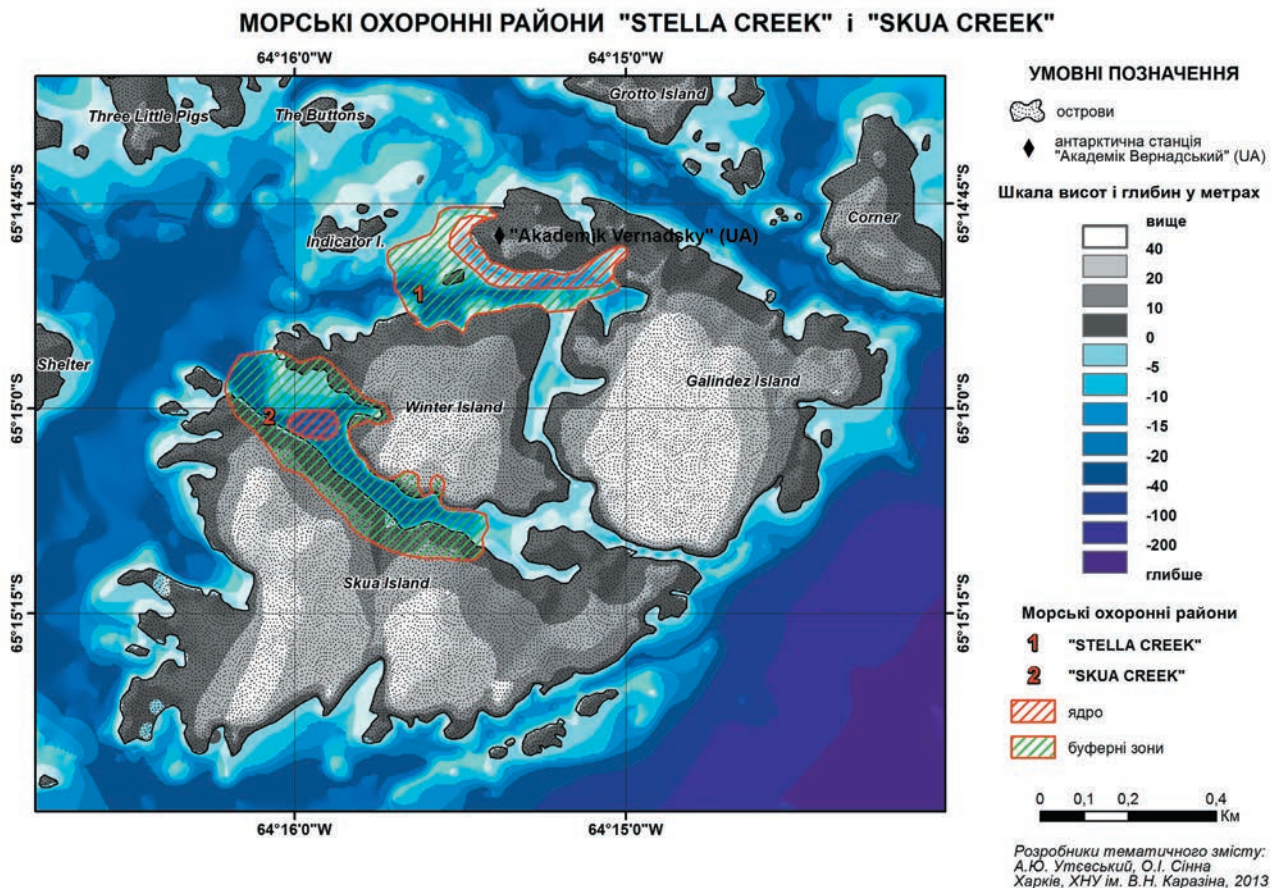 МОРСЬКІ ОХОРОННІ РАЙОНИ "STELLA CREEK" і "SKUA CREEK"
64°16'0"W
64°15'0"W
65°14'45"S
65°15'0"S
65°15'15"S
Three Little Pigs
The Buttons
Grotto Island
Corner
Indicator I.
"Akademik Vernadsky" (UA)
1
Shelter
2
Winter Island
Galindez Island
Skua Island
65°14'45"S
65°15'0"S
65°15'15"S
64°16'0"W
64°15'0"W
УМОВНІ ПОЗНАЧЕННЯ
острови
антарктична станція
"Академік Вернадський" (UA)
Шкала висот і глибин у метрах
вище
40
20
10
0
-5
-10
-15
-20
-40
-100
-200
глибше
Морські охоронні райони
1 "STELLA CREEK"
2 "SKUA CREEK"
ядро
буферні зони
0 0,1 0,2 0,4
Км
Розробники тематичного змісту:
А.Ю. Утєвський, О.І. Сінна
Харків, ХНУ ім. В.Н. Каразіна, 2013